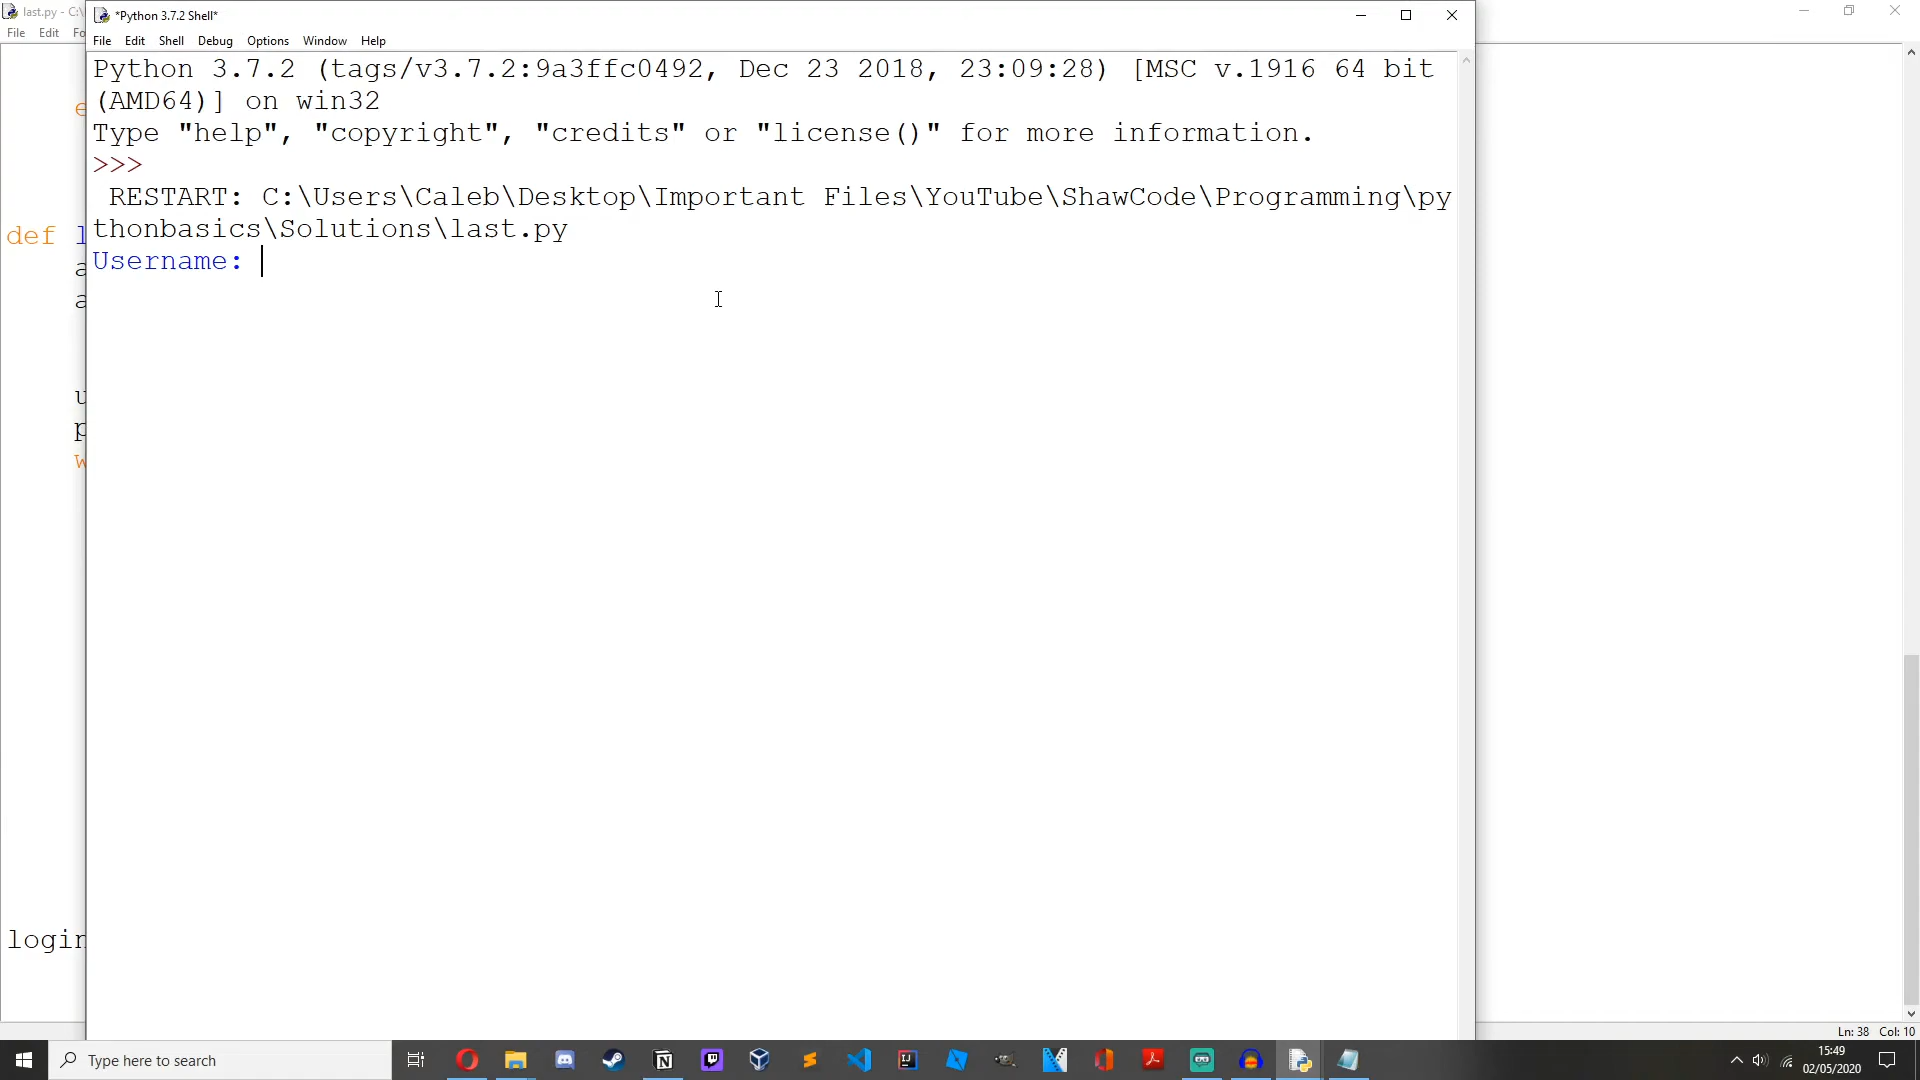 last.py - C:\
*Python 3.7.2 Shell*
File Edit
File Edit Shell Debug Options Window Help
Python 3.7.2 (tags/v3.7.2:9a3ffc0492, Dec 23 2018, 23:09:28) [MSC v.1916 64 bit
(AMD64)] on win32
Type "help", "copyright", "credits" or "license()" for more information.
>>>
RESTART: C:\Users\Caleb\Desktop\Important Files\YouTube\ShawCode\Programming\py
thonbasics\Solutions\last.py
def
Username:
login
Ln: 38 Col: 10
Type here to search
15:49
02/05/2020